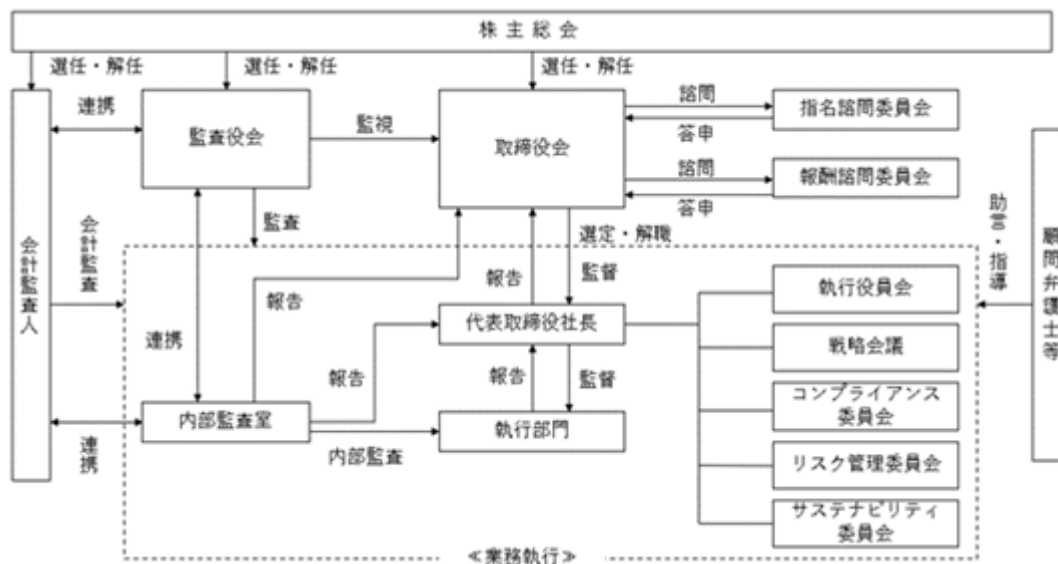 株主総会
選任・解任
選任・解任
選任・解任
連携
監査役会
監視
取締役会
諮問
答申
指名諮問委員会
諮問
答申
報酬諮問委員会
監査
選定・解職
助言・指導
顧問弁護士等
会計監査人
会計監査
報告
報告
監督
代表取締役社長
執行役員会
連携
報告
報告
監督
戦略会議
コンプライアンス
委員会
連携
内部監査室
内部監査
執行部門
リスク管理委員会
サステナビリティ
委員会
≪業務執行≫